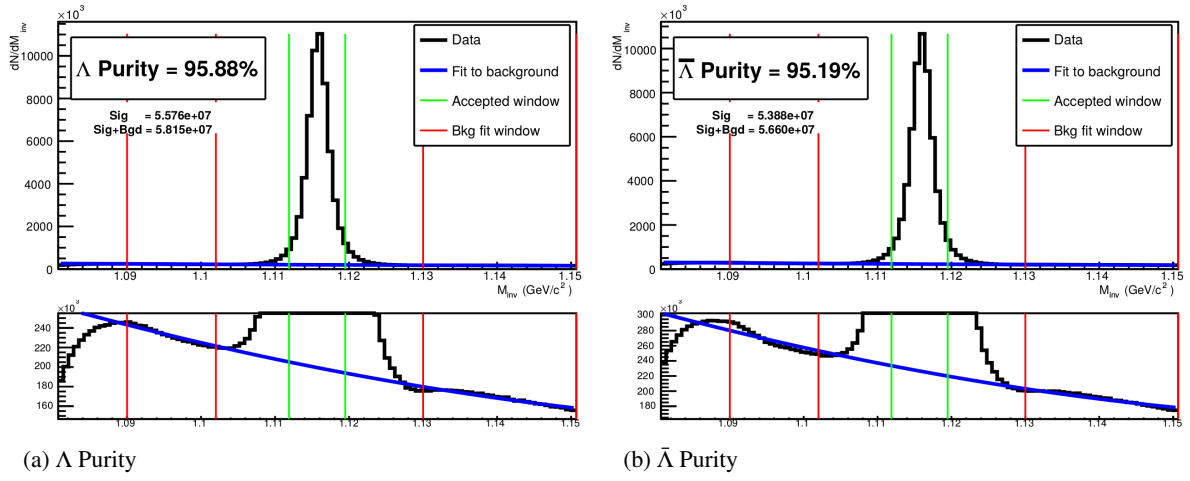 ×10³
dN/dM inv
10000
8000
6000
4000
2000
0
Λ Purity = 95.88%
Sig = 5.576e+07
Sig+Bgd = 5.815e+07
Data
Fit to background
Accepted window
Bkg fit window
1.09 1.1 1.11 1.12 1.13 1.14 1.15
M inv (GeV/c²)
×10³
240
220
200
180
160
1.09 1.1 1.11 1.12 1.13 1.14 1.15
(a) Λ Purity
×10³
dN/dM inv
10000
8000
6000
4000
2000
0
Λ̅ Purity = 95.19%
Sig = 5.388e+07
Sig+Bgd = 5.660e+07
Data
Fit to background
Accepted window
Bkg fit window
1.09 1.1 1.11 1.12 1.13 1.14 1.15
M inv (GeV/c²)
×10³
300
280
260
240
220
200
180
1.09 1.1 1.11 1.12 1.13 1.14 1.15
(b) Λ̄ Purity